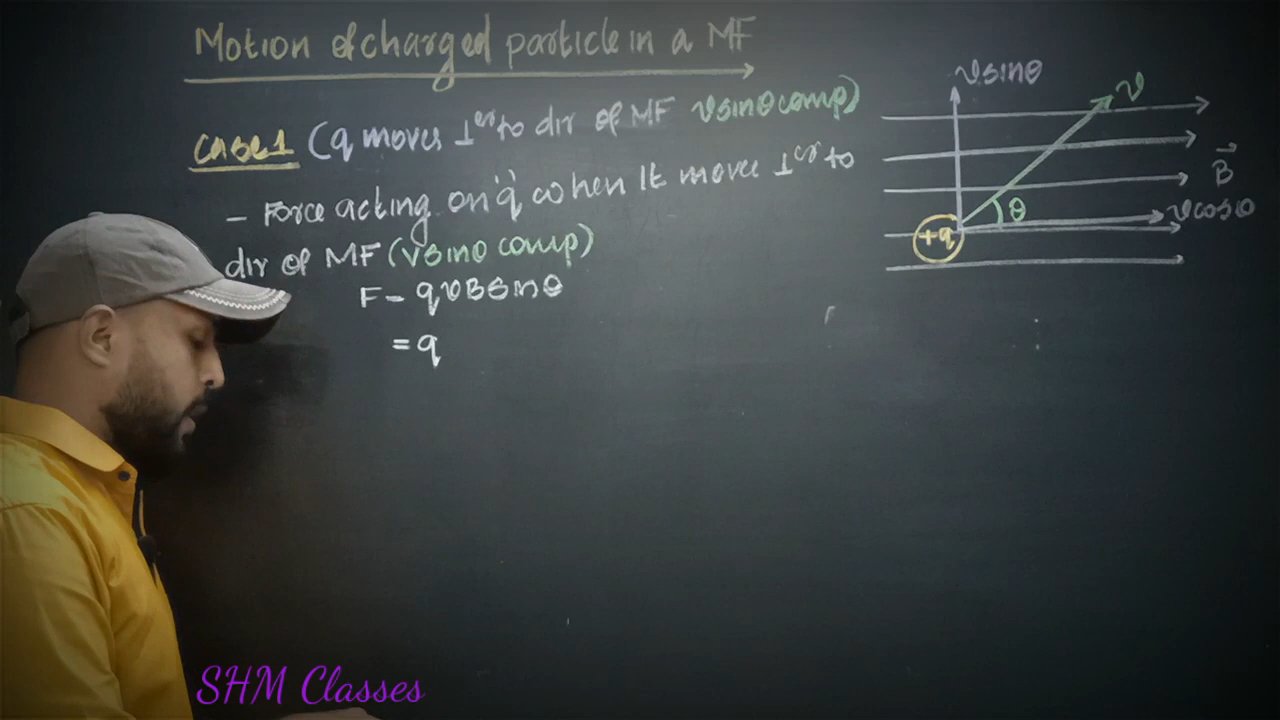 Motion of charged particle in a MF
Case 1 (q moves ⊥er to dir of MF vsinθ comp)
- Force acting on 'q' when it moves ⊥er to
dir of MF (vsinθ comp)
F = qvBsinθ
= q
vsinθ
v
B⃗
vcosθ
θ
+q
SHM Classes